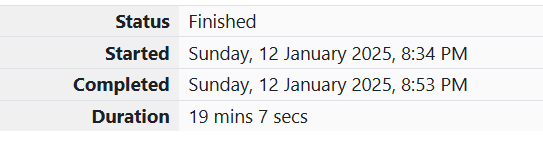 Status Finished
Started Sunday, 12 January 2025, 8:34 PM
Completed Sunday, 12 January 2025, 8:53 PM
Duration 19 mins 7 secs